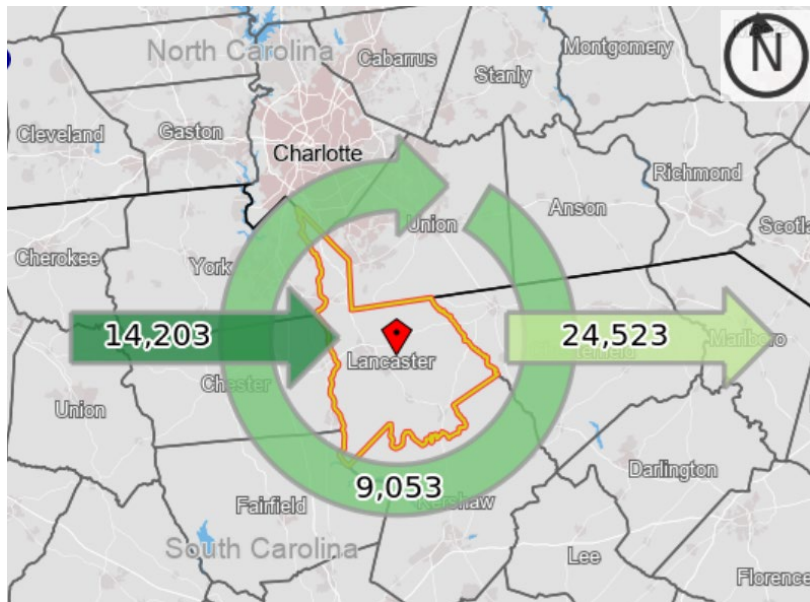 North Carolina
Cabarrus
Montgomery
N
Stanly
Cleveland
Gaston
Charlotte
Richmond
Union
Anson
Scotla
Cherokee
York
14,203
24,523
Marlboro
Lancaster
Chester
Union
Darlington
9,053
Fairfield
Kershaw
South Carolina
Lee
Florence